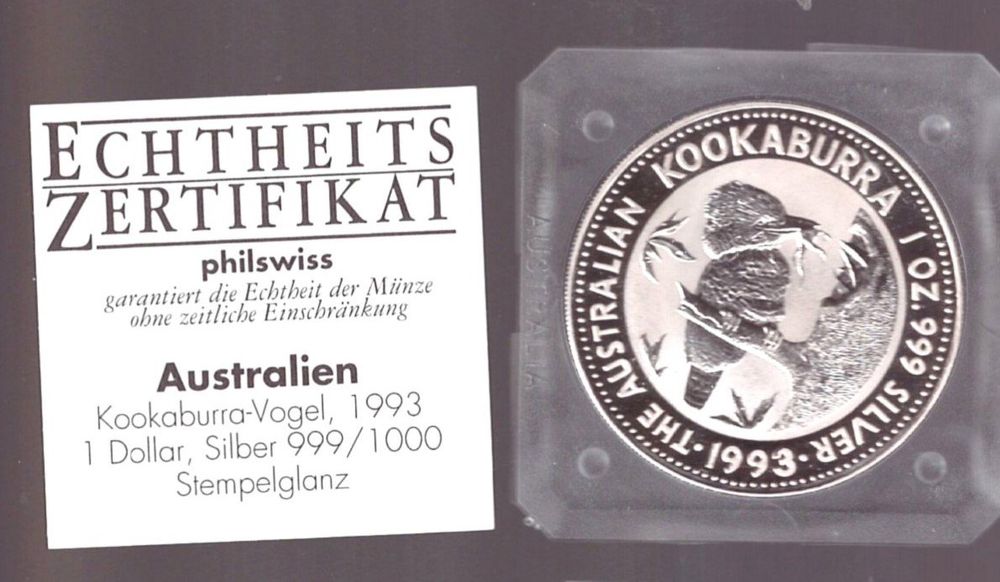 ECHTHEITS
ZERTIFIKAT
philswiss
garantiert die Echtheit der Münze
ohne zeitliche Einschränkung
Australien
Kookaburra-Vogel, 1993
1 Dollar, Silber 999/1000
Stempelglanz
AUSTRALIA
THE AUSTRALIAN KOOKABURRA 1 OZ. 999 SILVER
·1993·